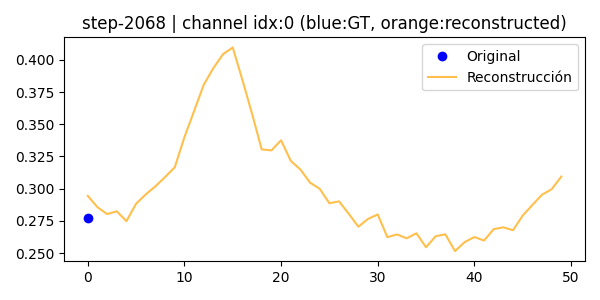 step-2068 | channel idx:0 (blue:GT, orange:reconstructed)
Original
Reconstrucción
0.400
0.375
0.350
0.325
0.300
0.275
0.250
0 10 20 30 40 50